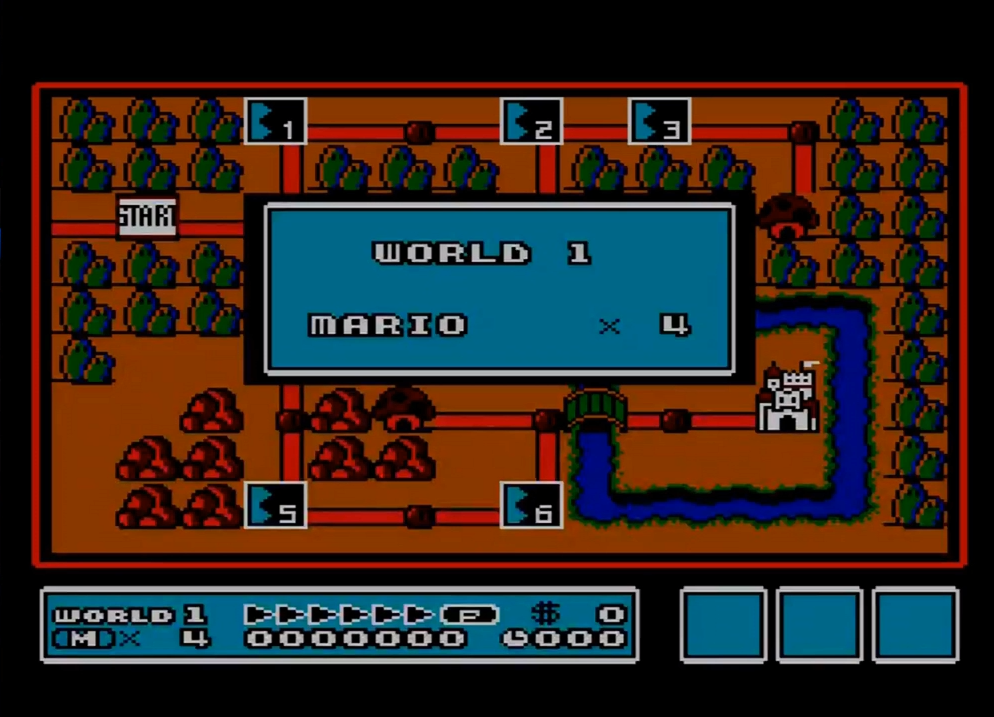 1 2 3
START
WORLD 1
MARIO × 4
5 6
WORLD 1 P $ 0
M × 4 0000000 000